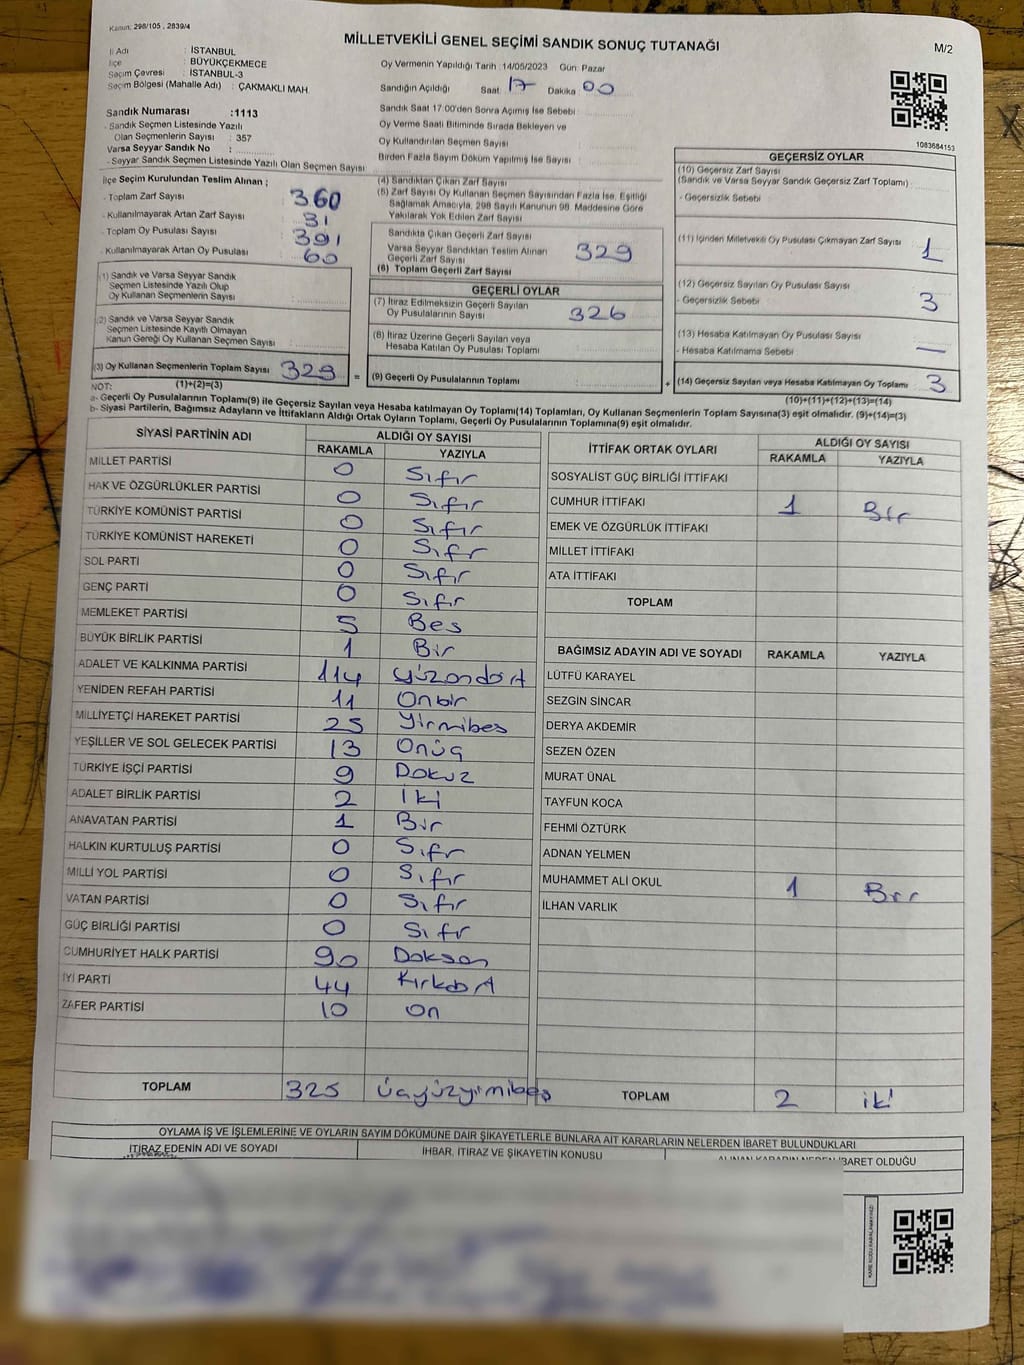 Kanun: 298/105 , 2839/4
MİLLETVEKİLİ GENEL SEÇİMİ SANDIK SONUÇ TUTANAĞI
M/2
İl Adı : İSTANBUL
İlçe : BÜYÜKÇEKMECE
Seçim Çevresi : İSTANBUL-3
Seçim Bölgesi (Mahalle Adı) : ÇAKMAKLI MAH.
Oy Vermenin Yapıldığı Tarih : 14/05/2023 Gün: Pazar
Sandığın Açıldığı Saat 17 Dakika 00
Sandık Saat 17:00'den Sonra Açımış İse Sebebi
Oy Verme Saati Bitiminde Sırada Bekleyen ve
Oy Kullandırılan Seçmen Sayısı
Birden Fazla Sayım Döküm Yapılmış İse Sayısı
1083684153
Sandık Numarası :1113
- Sandık Seçmen Listesinde Yazılı
Olan Seçmenlerin Sayısı : 357
Varsa Seyyar Sandık No :
- Seyyar Sandık Seçmen Listesinde Yazılı Olan Seçmen Sayısı
İlçe Seçim Kurulundan Teslim Alınan ;
- Toplam Zarf Sayısı : 360
- Kullanılmayarak Artan Zarf Sayısı : 31
- Toplam Oy Pusulası Sayısı : 391
- Kullanılmayarak Artan Oy Pusulası : 60
(1) Sandık ve Varsa Seyyar Sandık
Seçmen Listesinde Yazılı Olup
Oy Kullanan Seçmenlerin Sayısı :
(2) Sandık ve Varsa Seyyar Sandık
Seçmen Listesinde Kayıtlı Olmayan
Kanun Gereği Oy Kullanan Seçmen Sayısı :
(3) Oy Kullanan Seçmenlerin Toplam Sayısı : 329
(4) Sandıktan Çıkan Zarf Sayısı
(5) Zarf Sayısı Oy Kullanan Seçmen Sayısından Fazla İse, Eşitliği
Sağlamak Amacıyla, 298 Sayılı Kanunun 98. Maddesine Göre
Yakılarak Yok Edilen Zarf Sayısı
Sandıkta Çıkan Geçerli Zarf Sayısı
Varsa Seyyar Sandıktan Teslim Alınan
Geçerli Zarf Sayısı
(6) Toplam Geçerli Zarf Sayısı
329
GEÇERLİ OYLAR
(7) İtiraz Edilmeksizin Geçerli Sayılan
Oy Pusulalarının Sayısı : 326
(8) İtiraz Üzerine Geçerli Sayılan veya
Hesaba Katılan Oy Pusulası Toplamı
= (9) Geçerli Oy Pusulalarının Toplamı :
GEÇERSİZ OYLAR
(10) Geçersiz Zarf Sayısı
(Sandık ve Varsa Seyyar Sandık Geçersiz Zarf Toplamı)
- Geçersizlik Sebebi :
(11) İçinden Milletvekili Oy Pusulası Çıkmayan Zarf Sayısı : 1
(12) Geçersiz Sayılan Oy Pusulası Sayısı
- Geçersizlik Sebebi : 3
(13) Hesaba Katılmayan Oy Pusulası Sayısı
- Hesaba Katılmama Sebebi : —
+ (14) Geçersiz Sayılan veya Hesaba Katılmayan Oy Toplamı 3
NOT: (1)+(2)=(3)
(10)+(11)+(12)+(13)=(14)
a- Geçerli Oy Pusulalarının Toplamı(9) ile Geçersiz Sayılan veya Hesaba katılmayan Oy Toplamı(14) Toplamları, Oy Kullanan Seçmenlerin Toplam Sayısına(3) eşit olmalıdır. (9)+(14)=(3)
b- Siyasi Partilerin, Bağımsız Adayların ve İttifakların Aldığı Ortak Oyların Toplamı, Geçerli Oy Pusulalarının Toplamına(9) eşit olmalıdır.
SİYASİ PARTİNİN ADI ALDIĞI OY SAYISI
RAKAMLA YAZIYLA
MİLLET PARTİSİ 0 Sıfır
HAK VE ÖZGÜRLÜKLER PARTİSİ 0 Sıfır
TÜRKİYE KOMÜNİST PARTİSİ 0 Sıfır
TÜRKİYE KOMÜNİST HAREKETİ 0 Sıfr
SOL PARTİ 0 Sıfır
GENÇ PARTİ 0 Sıfır
MEMLEKET PARTİSİ 5 Bes
BÜYÜK BİRLİK PARTİSİ 1 Bir
ADALET VE KALKINMA PARTİSİ 114 yüzondört
YENİDEN REFAH PARTİSİ 11 Onbir
MİLLİYETÇİ HAREKET PARTİSİ 25 Yirmibes
YEŞİLLER VE SOL GELECEK PARTİSİ 13 Onüç
TÜRKİYE İŞÇİ PARTİSİ 9 Dokuz
ADALET BİRLİK PARTİSİ 2 İki
ANAVATAN PARTİSİ 1 Bir
HALKIN KURTULUŞ PARTİSİ 0 Sıfr
MİLLİ YOL PARTİSİ 0 Sıfır
VATAN PARTİSİ 0 Sıfır
GÜÇ BİRLİĞİ PARTİSİ 0 Sıfr
CUMHURİYET HALK PARTİSİ 90 Doksan
İYİ PARTİ 44 Kırkdört
ZAFER PARTİSİ 10 On
TOPLAM 325 üçyüzyirmibeş
İTTİFAK ORTAK OYLARI ALDIĞI OY SAYISI
RAKAMLA YAZIYLA
SOSYALİST GÜÇ BİRLİĞİ İTTİFAKI
CUMHUR İTTİFAKI 1 Bir
EMEK VE ÖZGÜRLÜK İTTİFAKI
MİLLET İTTİFAKI
ATA İTTİFAKI
TOPLAM
BAĞIMSIZ ADAYIN ADI VE SOYADI RAKAMLA YAZIYLA
LÜTFÜ KARAYEL
SEZGİN SİNCAR
DERYA AKDEMİR
SEZEN ÖZEN
MURAT ÜNAL
TAYFUN KOCA
FEHMİ ÖZTÜRK
ADNAN YELMEN
MUHAMMET ALİ OKUL 1 Bir
İLHAN VARLIK
TOPLAM 2 iki
OYLAMA İŞ VE İŞLEMLERİNE VE OYLARIN SAYIM DÖKÜMÜNE DAİR ŞİKAYETLERLE BUNLARA AİT KARARLARIN NELERDEN İBARET BULUNDUKLARI
İTİRAZ EDENİN ADI VE SOYADI İHBAR, İTİRAZ VE ŞİKAYETİN KONUSU ALINAN KARARIN NEDEN İBARET OLDUĞU